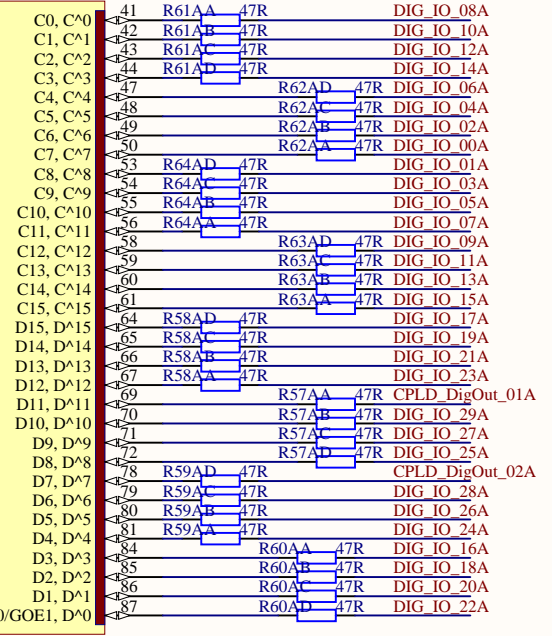 C0, C^0 41 R61AA 47R DIG_IO_08A
C1, C^1 42 R61AB 47R DIG_IO_10A
C2, C^2 43 R61AC 47R DIG_IO_12A
C3, C^3 44 R61AD 47R DIG_IO_14A
C4, C^4 47 R62AD 47R DIG_IO_06A
C5, C^5 48 R62AC 47R DIG_IO_04A
C6, C^6 49 R62AB 47R DIG_IO_02A
C7, C^7 50 R62AA 47R DIG_IO_00A
C8, C^8 53 R64AD 47R DIG_IO_01A
C9, C^9 54 R64AC 47R DIG_IO_03A
C10, C^10 55 R64AB 47R DIG_IO_05A
C11, C^11 56 R64AA 47R DIG_IO_07A
C12, C^12 58 R63AD 47R DIG_IO_09A
C13, C^13 59 R63AC 47R DIG_IO_11A
C14, C^14 60 R63AB 47R DIG_IO_13A
C15, C^15 61 R63AA 47R DIG_IO_15A
D15, D^15 64 R58AD 47R DIG_IO_17A
D14, D^14 65 R58AC 47R DIG_IO_19A
D13, D^13 66 R58AB 47R DIG_IO_21A
D12, D^12 67 R58AA 47R DIG_IO_23A
D11, D^11 69 R57AA 47R CPLD_DigOut_01A
D10, D^10 70 R57AB 47R DIG_IO_29A
D9, D^9 71 R57AC 47R DIG_IO_27A
D8, D^8 72 R57AD 47R DIG_IO_25A
D7, D^7 78 R59AD 47R CPLD_DigOut_02A
D6, D^6 79 R59AC 47R DIG_IO_28A
D5, D^5 80 R59AB 47R DIG_IO_26A
D4, D^4 81 R59AA 47R DIG_IO_24A
D3, D^3 84 R60AA 47R DIG_IO_16A
D2, D^2 85 R60AB 47R DIG_IO_18A
D1, D^1 86 R60AC 47R DIG_IO_20A
0/GOE1, D^0 87 R60AD 47R DIG_IO_22A